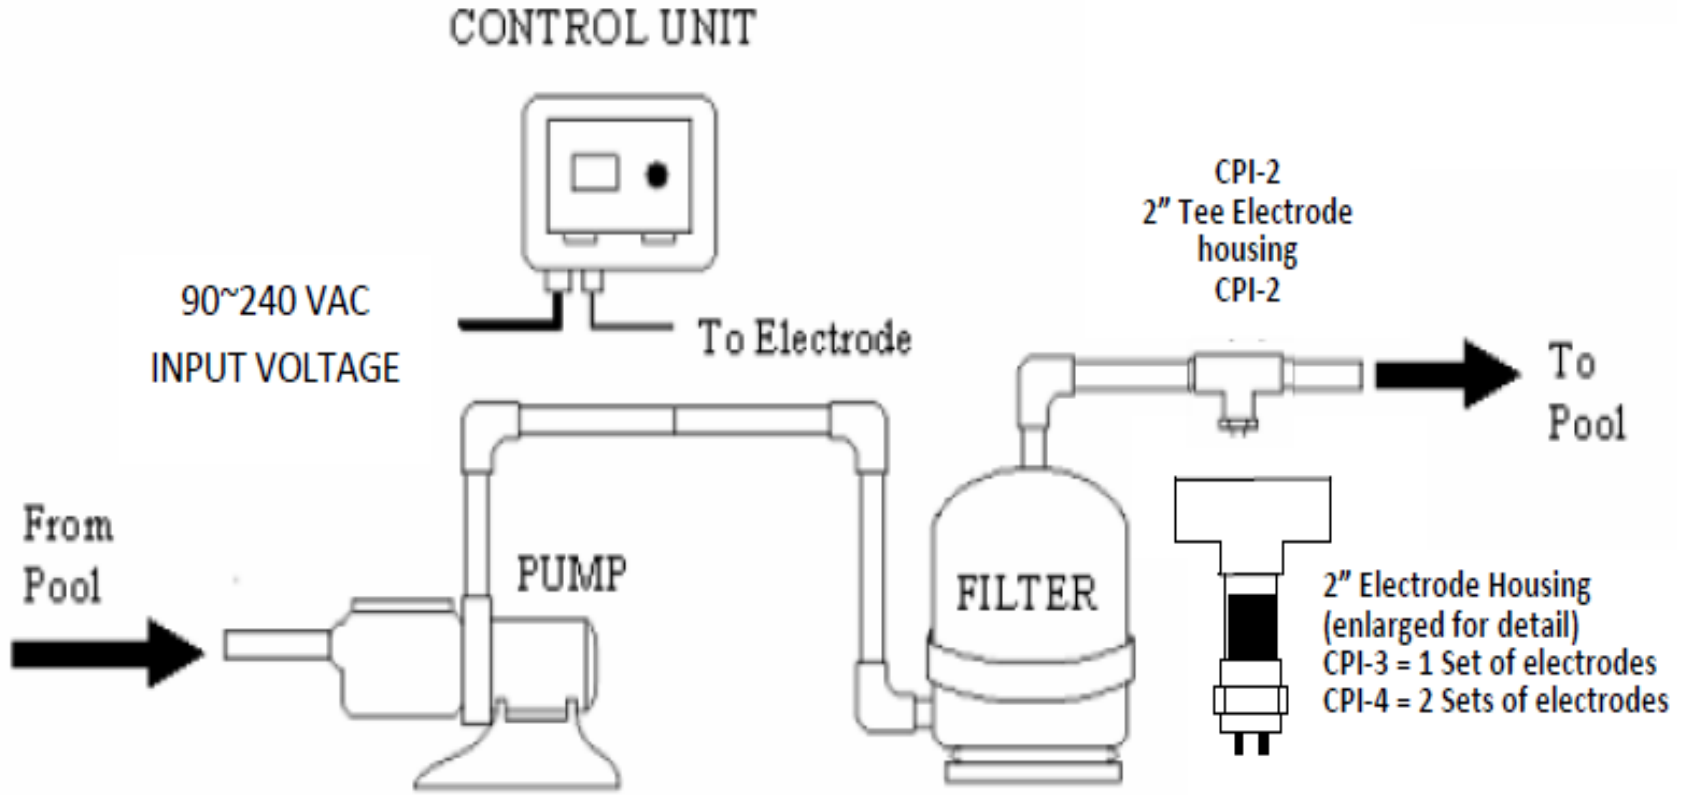 CONTROL UNIT
CPI-2
2” Tee Electrode
housing
CPI-2
90~240 VAC
INPUT VOLTAGE
To Electrode
To
Pool
From
Pool
PUMP
FILTER
2” Electrode Housing
(enlarged for detail)
CPI-3 = 1 Set of electrodes
CPI-4 = 2 Sets of electrodes